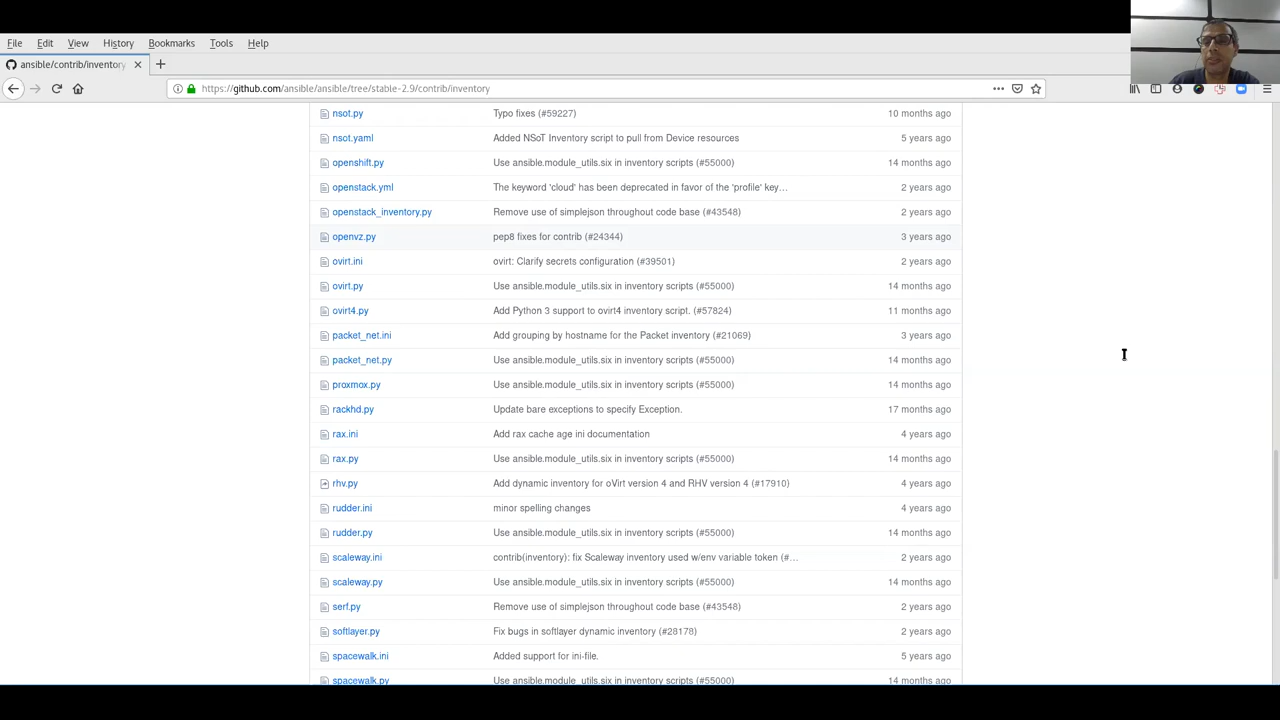 File Edit View History Bookmarks Tools Help
ansible/contrib/inventory
https://github.com/ansible/ansible/tree/stable-2.9/contrib/inventory
nsot.py Typo fixes (#59227) 10 months ago
nsot.yaml Added NSoT Inventory script to pull from Device resources 5 years ago
openshift.py Use ansible.module_utils.six in inventory scripts (#55000) 14 months ago
openstack.yml The keyword 'cloud' has been deprecated in favor of the 'profile' key… 2 years ago
openstack_inventory.py Remove use of simplejson throughout code base (#43548) 2 years ago
openvz.py pep8 fixes for contrib (#24344) 3 years ago
ovirt.ini ovirt: Clarify secrets configuration (#39501) 2 years ago
ovirt.py Use ansible.module_utils.six in inventory scripts (#55000) 14 months ago
ovirt4.py Add Python 3 support to ovirt4 inventory script. (#57824) 11 months ago
packet_net.ini Add grouping by hostname for the Packet inventory (#21069) 3 years ago
packet_net.py Use ansible.module_utils.six in inventory scripts (#55000) 14 months ago
proxmox.py Use ansible.module_utils.six in inventory scripts (#55000) 14 months ago
rackhd.py Update bare exceptions to specify Exception. 17 months ago
rax.ini Add rax cache age ini documentation 4 years ago
rax.py Use ansible.module_utils.six in inventory scripts (#55000) 14 months ago
rhv.py Add dynamic inventory for oVirt version 4 and RHV version 4 (#17910) 4 years ago
rudder.ini minor spelling changes 4 years ago
rudder.py Use ansible.module_utils.six in inventory scripts (#55000) 14 months ago
scaleway.ini contrib(inventory): fix Scaleway inventory used w/env variable token (#… 2 years ago
scaleway.py Use ansible.module_utils.six in inventory scripts (#55000) 14 months ago
serf.py Remove use of simplejson throughout code base (#43548) 2 years ago
softlayer.py Fix bugs in softlayer dynamic inventory (#28178) 2 years ago
spacewalk.ini Added support for ini-file. 5 years ago
spacewalk.py Use ansible.module_utils.six in inventory scripts (#55000) 14 months ago